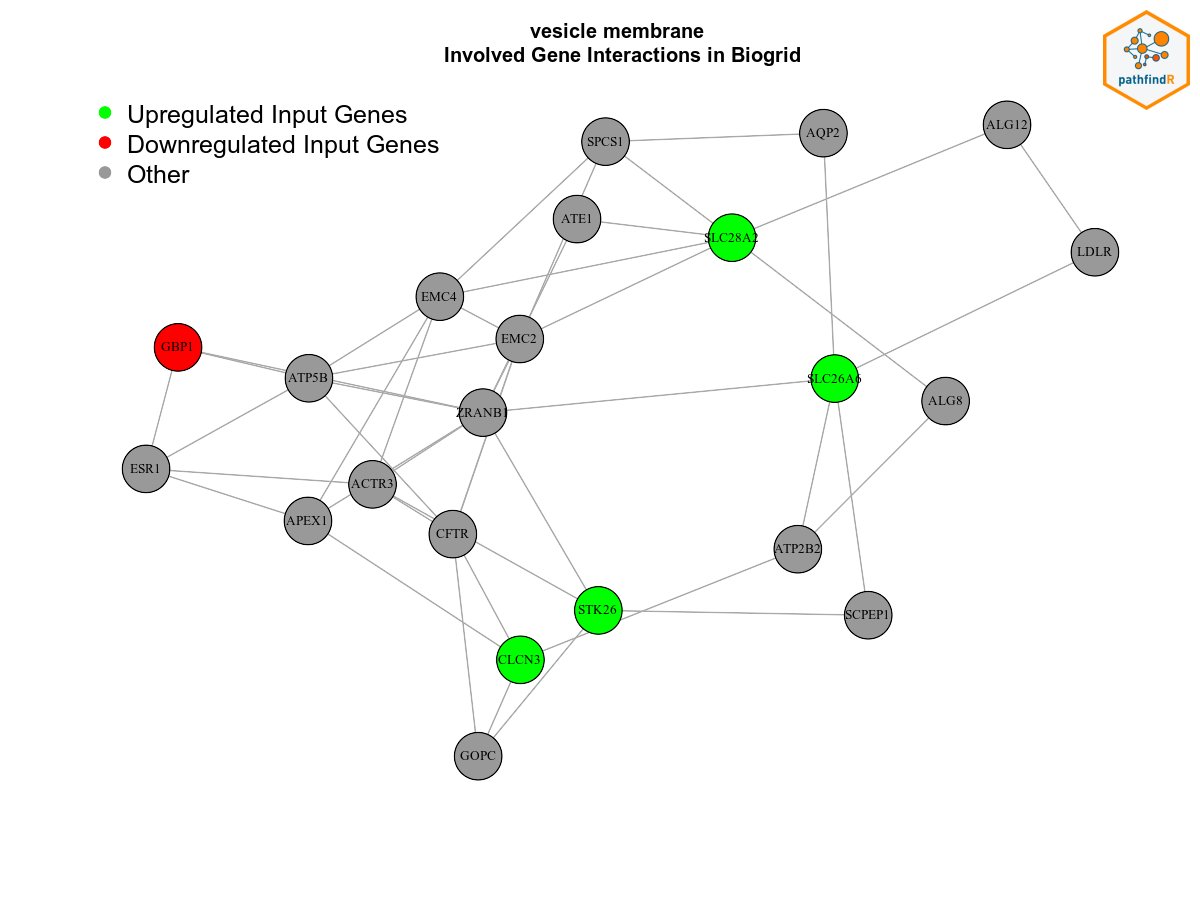 vesicle membrane
Involved Gene Interactions in Biogrid
pathfindR
Upregulated Input Genes
Downregulated Input Genes
Other
SPCS1
AQP2
ALG12
ATE1
SLC28A2
LDLR
EMC4
EMC2
GBP1
ATP5B
SLC26A6
ALG8
ZRANB1
ESR1
ACTR3
APEX1
CFTR
ATP2B2
STK26
SCPEP1
CLCN3
GOPC